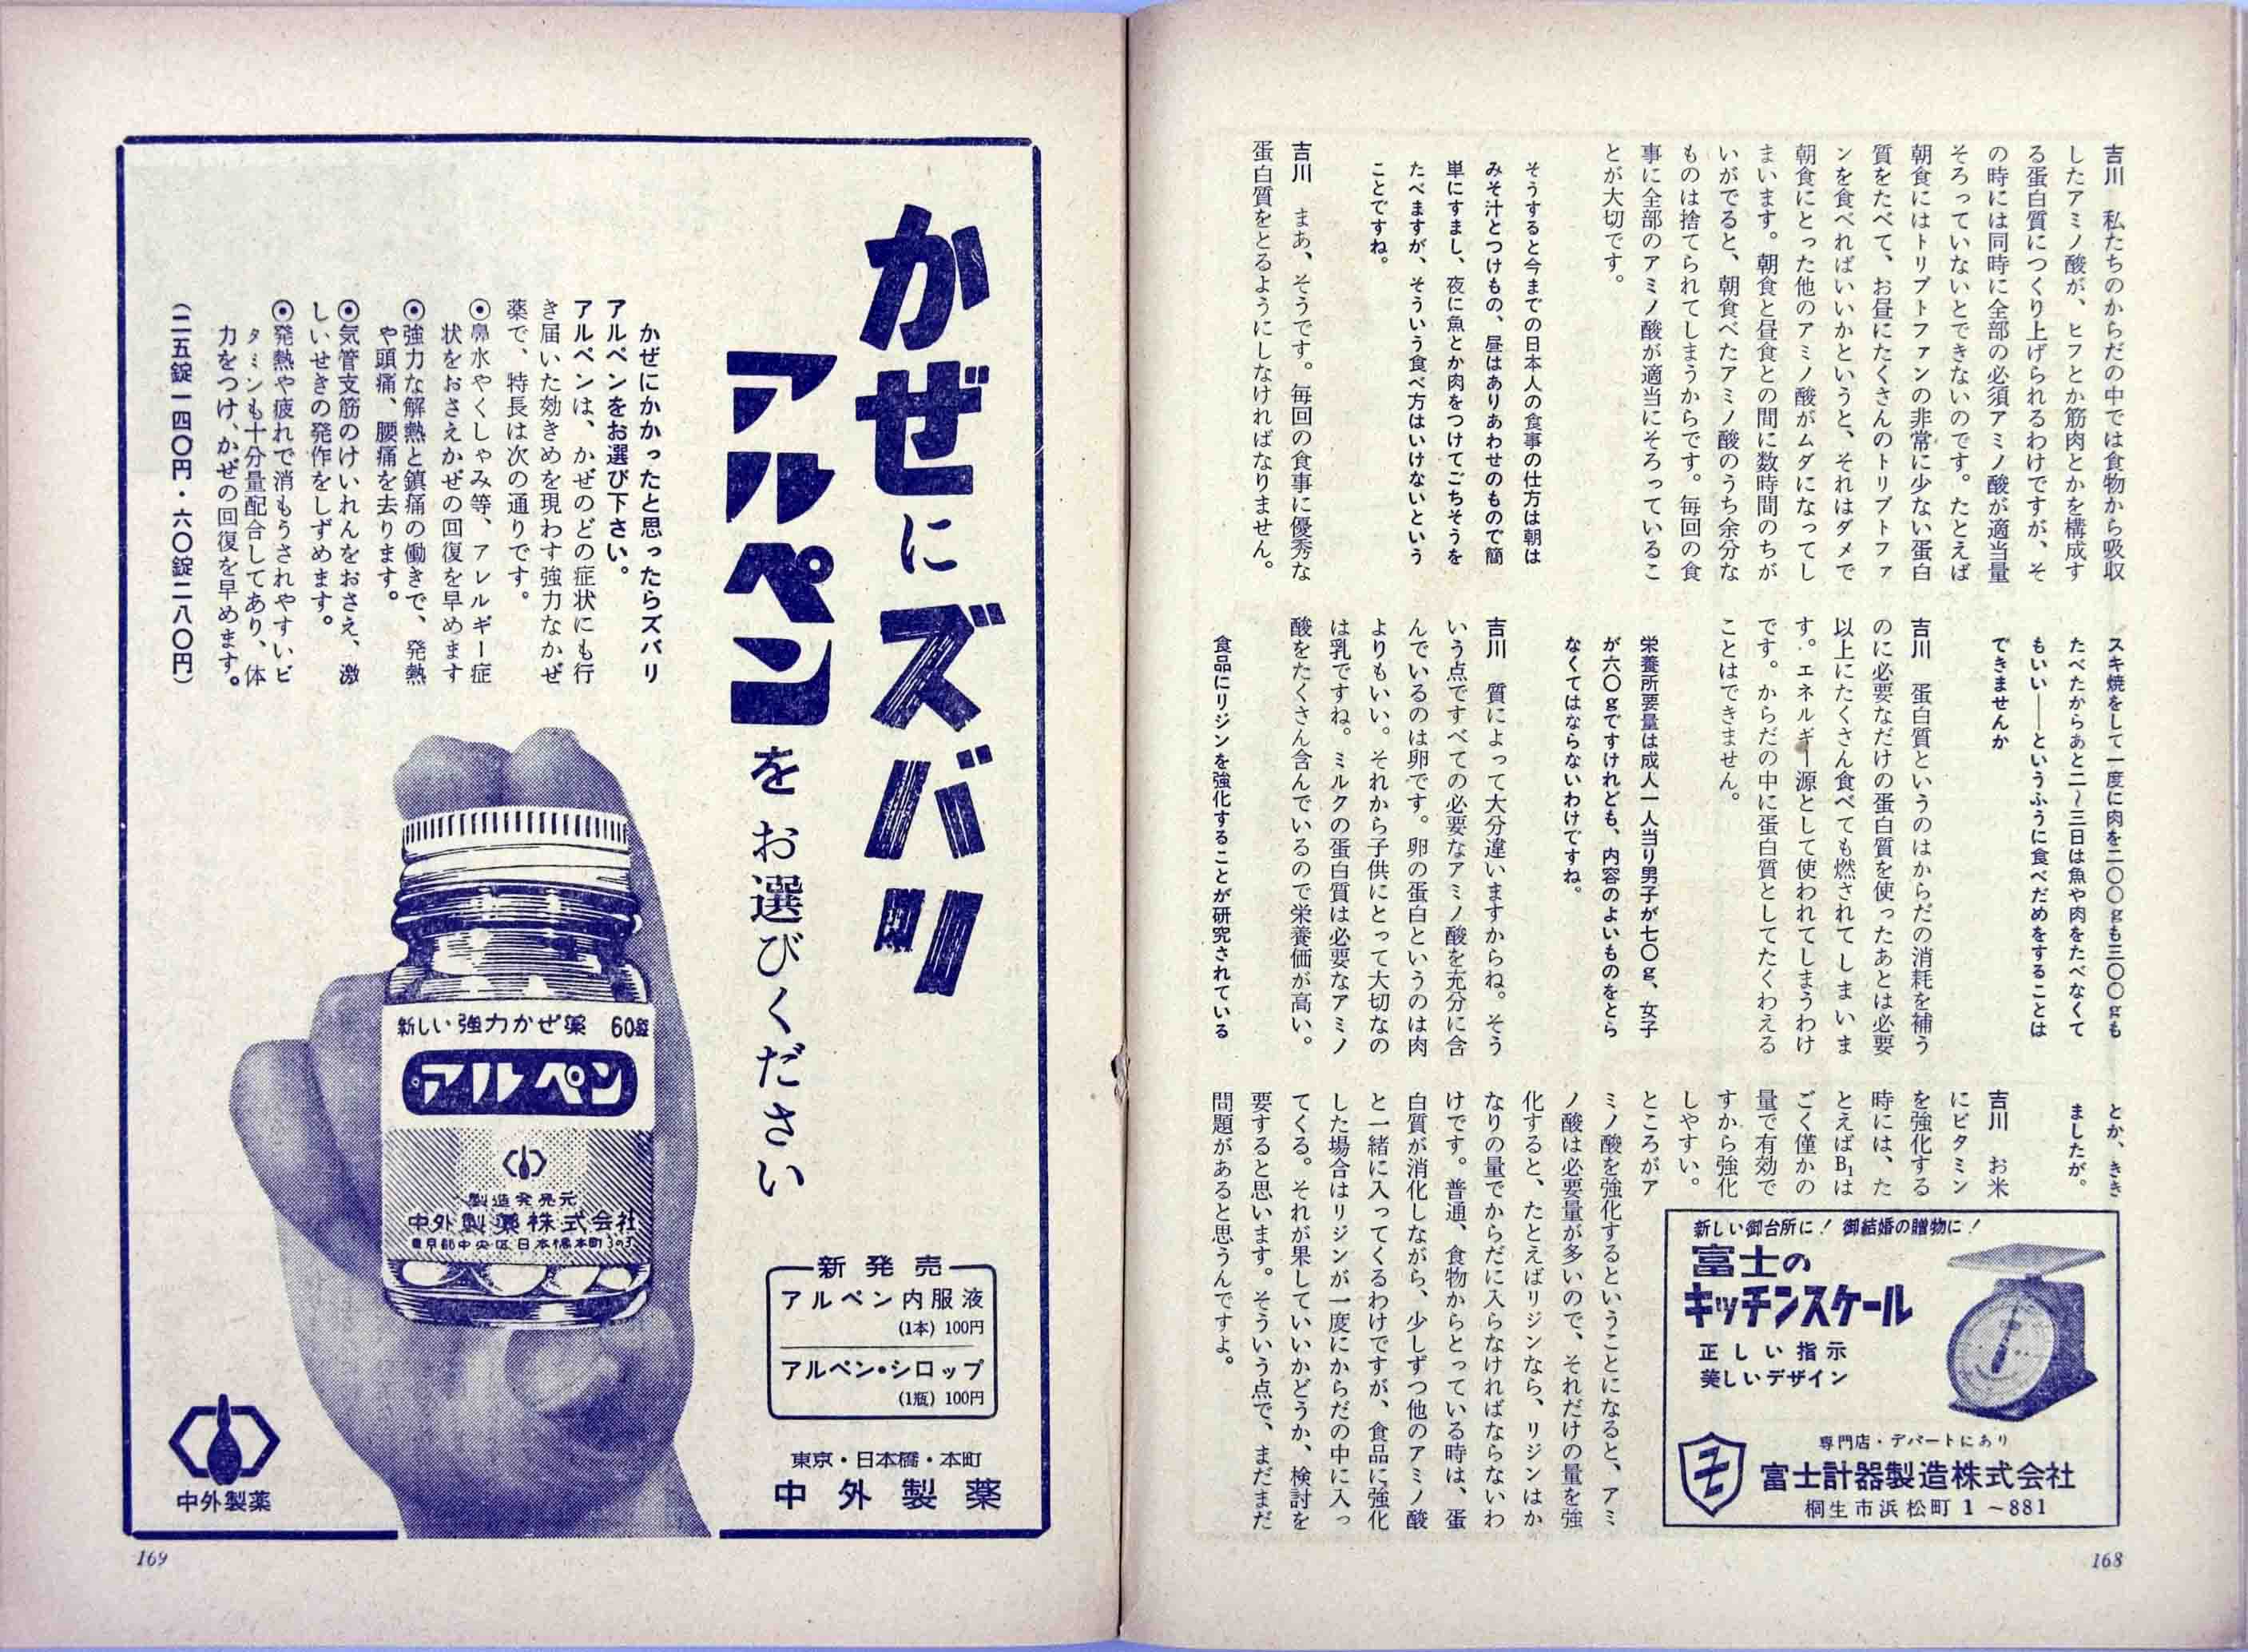 吉川　私たちのからだの中では食物から吸収
したアミノ酸が、ヒフとか筋肉とかを構成す
る蛋白質につくり上げられるわけですが、そ
の時には同時に全部の必須アミノ酸が適当量
そろっていないとできないのです。たとえば
朝食にはトリプトファンの非常に少ない蛋白
質をたべて、お昼にたくさんのトリプトファ
ンを食べればいいかというと、それはダメで
朝食にとった他のアミノ酸がムダになってし
まいます。朝食と昼食との間に数時間のちが
いがでると、朝食べたアミノ酸のうち余分な
ものは捨てられてしまうからです。毎回の食
事に全部のアミノ酸が適当にそろっているこ
とが大切です。
そうすると今までの日本人の食事の仕方は朝は
みそ汁とつけもの、昼はありあわせのもので簡
単にすまし、夜に魚とか肉をつけてごちそうを
たべますが、そういう食べ方はいけないという
ことですね。
吉川　まあ、そうです。毎回の食事に優秀な
蛋白質をとるようにしなければなりません。
スキ焼をして一度に肉を二〇〇gも三〇〇gも
たべたからあと二～三日は魚や肉をたべなくて
もいい――というふうに食べだめをすることは
できませんか
吉川　蛋白質というのはからだの消耗を補う
のに必要なだけの蛋白質を使ったあとは必要
以上にたくさん食べても燃されてしまいま
す。エネルギー源として使われてしまうわけ
です。からだの中に蛋白質としてたくわえる
ことはできません。
栄養所要量は成人一人当り男子が七〇g、女子
が六〇gですけれども、内容のよいものをとら
なくてはならないわけですね。
吉川　質によって大分違いますからね。そう
いう点ですべての必要なアミノ酸を充分に含
んでいるのは卵です。卵の蛋白というのは肉
よりもいい。それから子供にとって大切なの
は乳ですね。ミルクの蛋白質は必要なアミノ
酸をたくさん含んでいるので栄養価が高い。
食品にリジンを強化することが研究されている
とか、きき
ましたが。
吉川　お米
にビタミン
を強化する
時には、た
とえばB₁は
ごく僅かの
量で有効で
すから強化
しやすい。
ところがア
ミノ酸を強化するということになると、アミ
ノ酸は必要量が多いので、それだけの量を強
化すると、たとえばリジンなら、リジンはか
なりの量でからだに入らなければならないわ
けです。普通、食物からとっている時は、蛋
白質が消化しながら、少しずつ他のアミノ酸
と一緒に入ってくるわけですが、食品に強化
した場合はリジンが一度にからだの中に入っ
てくる。それが果していいかどうか、検討を
要すると思います。そういう点で、まだまだ
問題があると思うんですよ。
新しい御台所に！ 御結婚の贈物に！
富士の
キッチンスケール
正しい指示
美しいデザイン
専門店・デパートにあり
富士計器製造株式会社
桐生市浜松町1～881
168
かぜにズバリ
アルペンをお選びください
かぜにかかったと思ったらズバリ
アルペンをお選び下さい。
アルペンは、かぜのどの症状にも行
き届いた効きめを現わす強力なかぜ
薬で、特長は次の通りです。
◉鼻水やくしゃみ等、アレルギー症
状をおさえかぜの回復を早めます
◉強力な解熱と鎮痛の働きで、発熱
や頭痛、腰痛を去ります。
◉気管支筋のけいれんをおさえ、激
しいせきの発作をしずめます。
◉発熱や疲れで消もうされやすいビ
タミンも十分量配合してあり、体
力をつけ、かぜの回復を早めます。
（二五錠一四〇円・六〇錠二八〇円）
新しい強力かぜ薬 60錠
アルペン
製造発売元
中外製薬株式会社
東京都中央区日本橋本町3の3
新発売
アルペン内服液
(1本) 100円
アルペン・シロップ
(1瓶) 100円
東京・日本橋・本町
中外製薬
中外製薬
169